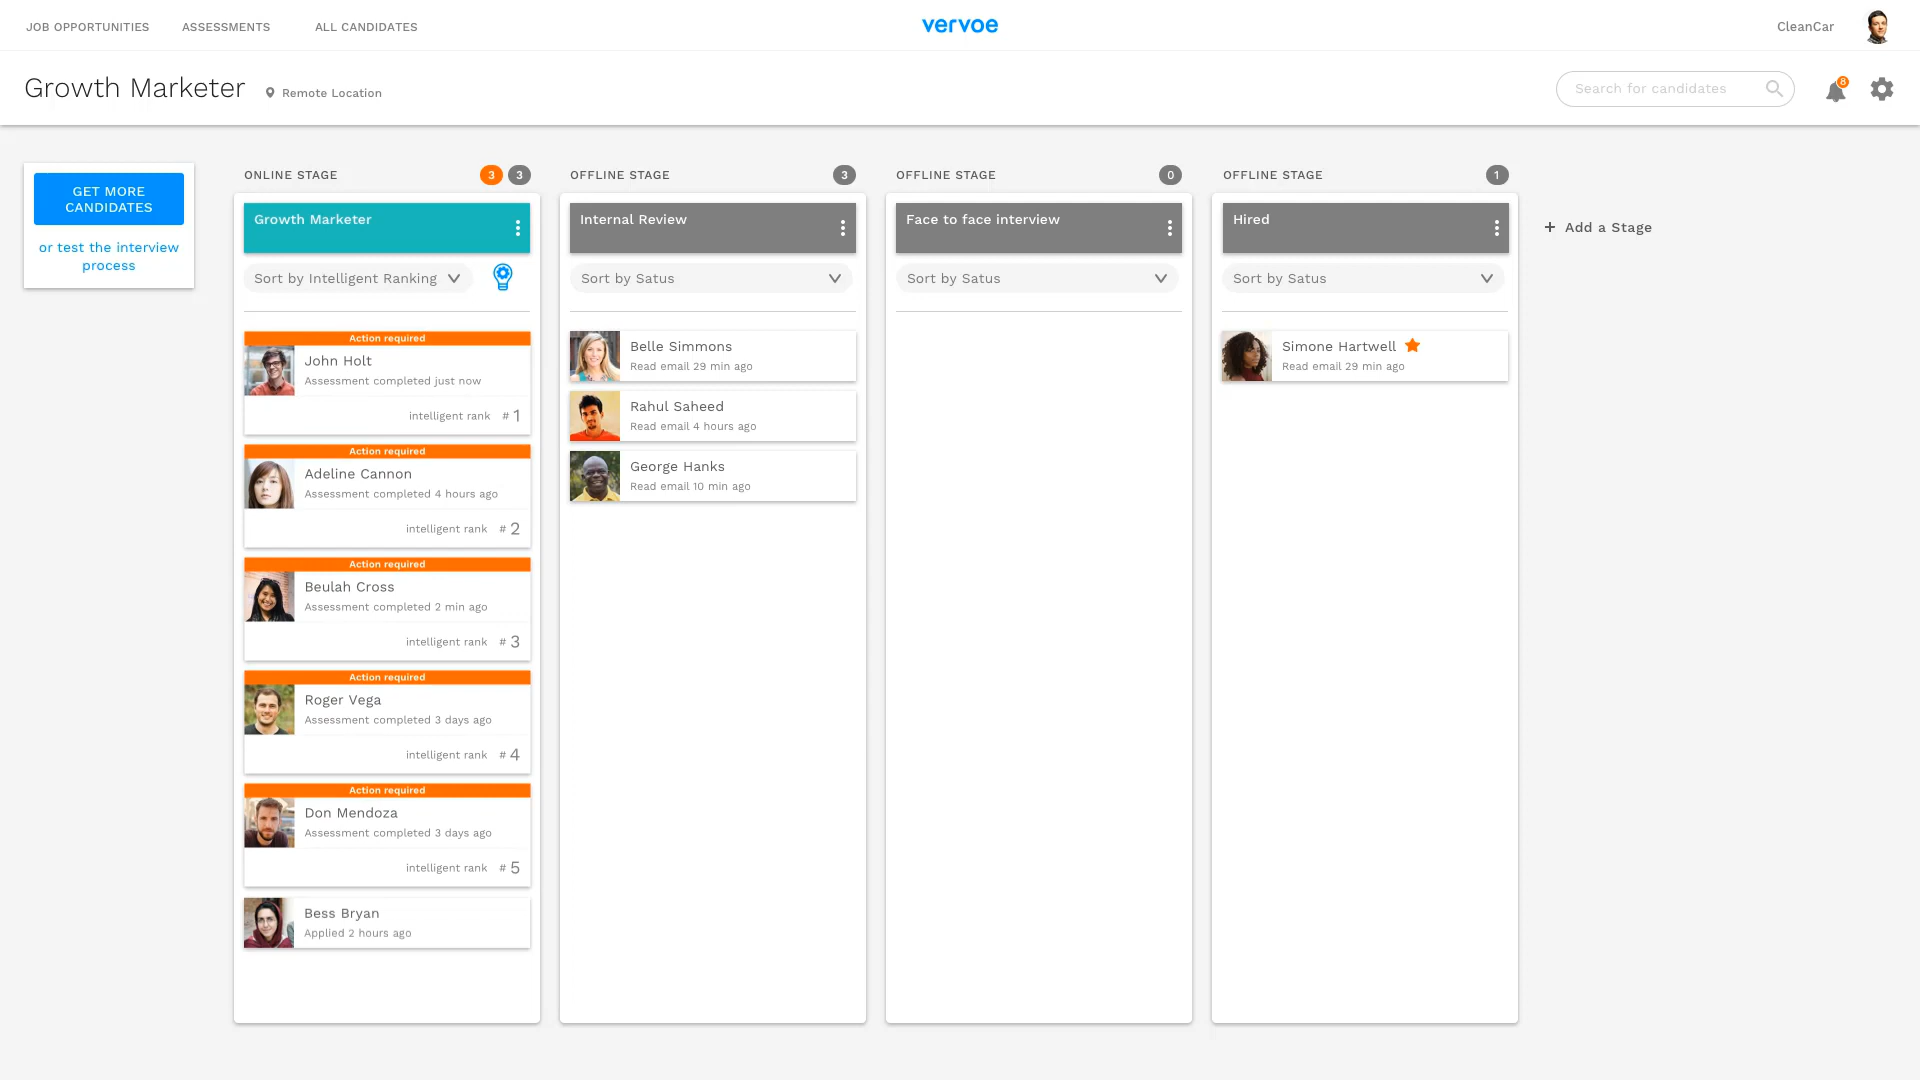 JOB OPPORTUNITIES ASSESSMENTS ALL CANDIDATES vervoe CleanCar
Growth Marketer Remote Location Search for candidates 8
GET MORE
CANDIDATES
or test the interview
process
ONLINE STAGE 3 3
Growth Marketer
Sort by Intelligent Ranking
Action required
John Holt
Assessment completed just now
intelligent rank # 1
Action required
Adeline Cannon
Assessment completed 4 hours ago
intelligent rank # 2
Action required
Beulah Cross
Assessment completed 2 min ago
intelligent rank # 3
Action required
Roger Vega
Assessment completed 3 days ago
intelligent rank # 4
Action required
Don Mendoza
Assessment completed 3 days ago
intelligent rank # 5
Bess Bryan
Applied 2 hours ago
OFFLINE STAGE 3
Internal Review
Sort by Satus
Belle Simmons
Read email 29 min ago
Rahul Saheed
Read email 4 hours ago
George Hanks
Read email 10 min ago
OFFLINE STAGE 0
Face to face interview
Sort by Satus
OFFLINE STAGE 1
Hired
Sort by Satus
Simone Hartwell
Read email 29 min ago
+ Add a Stage